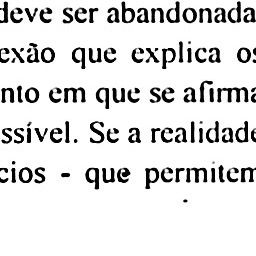 deve ser abandonada
exão que explica os
nto em que se afirma
ssível. Se a realidade
cios - que permitem